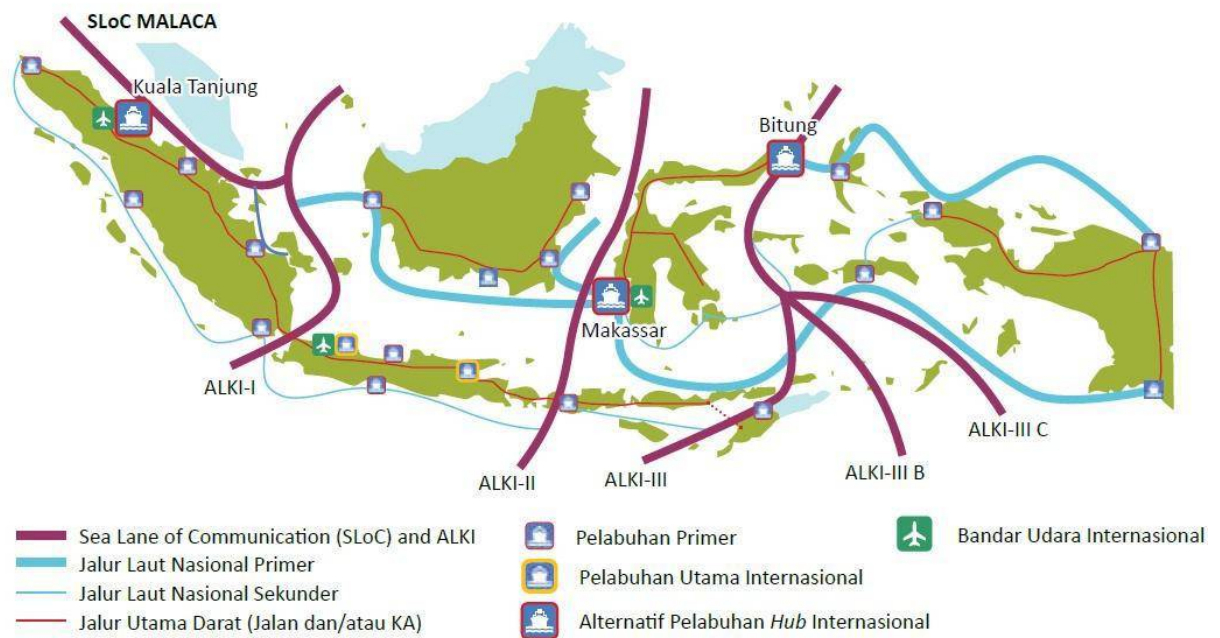 SLoC MALACA
Kuala Tanjung
Bitung
Makassar
ALKI-I
ALKI-II
ALKI-III
ALKI-III B
ALKI-III C
Sea Lane of Communication (SLoC) and ALKI
Jalur Laut Nasional Primer
Jalur Laut Nasional Sekunder
Jalur Utama Darat (Jalan dan/atau KA)
Pelabuhan Primer
Pelabuhan Utama Internasional
Alternatif Pelabuhan Hub Internasional
Bandar Udara Internasional